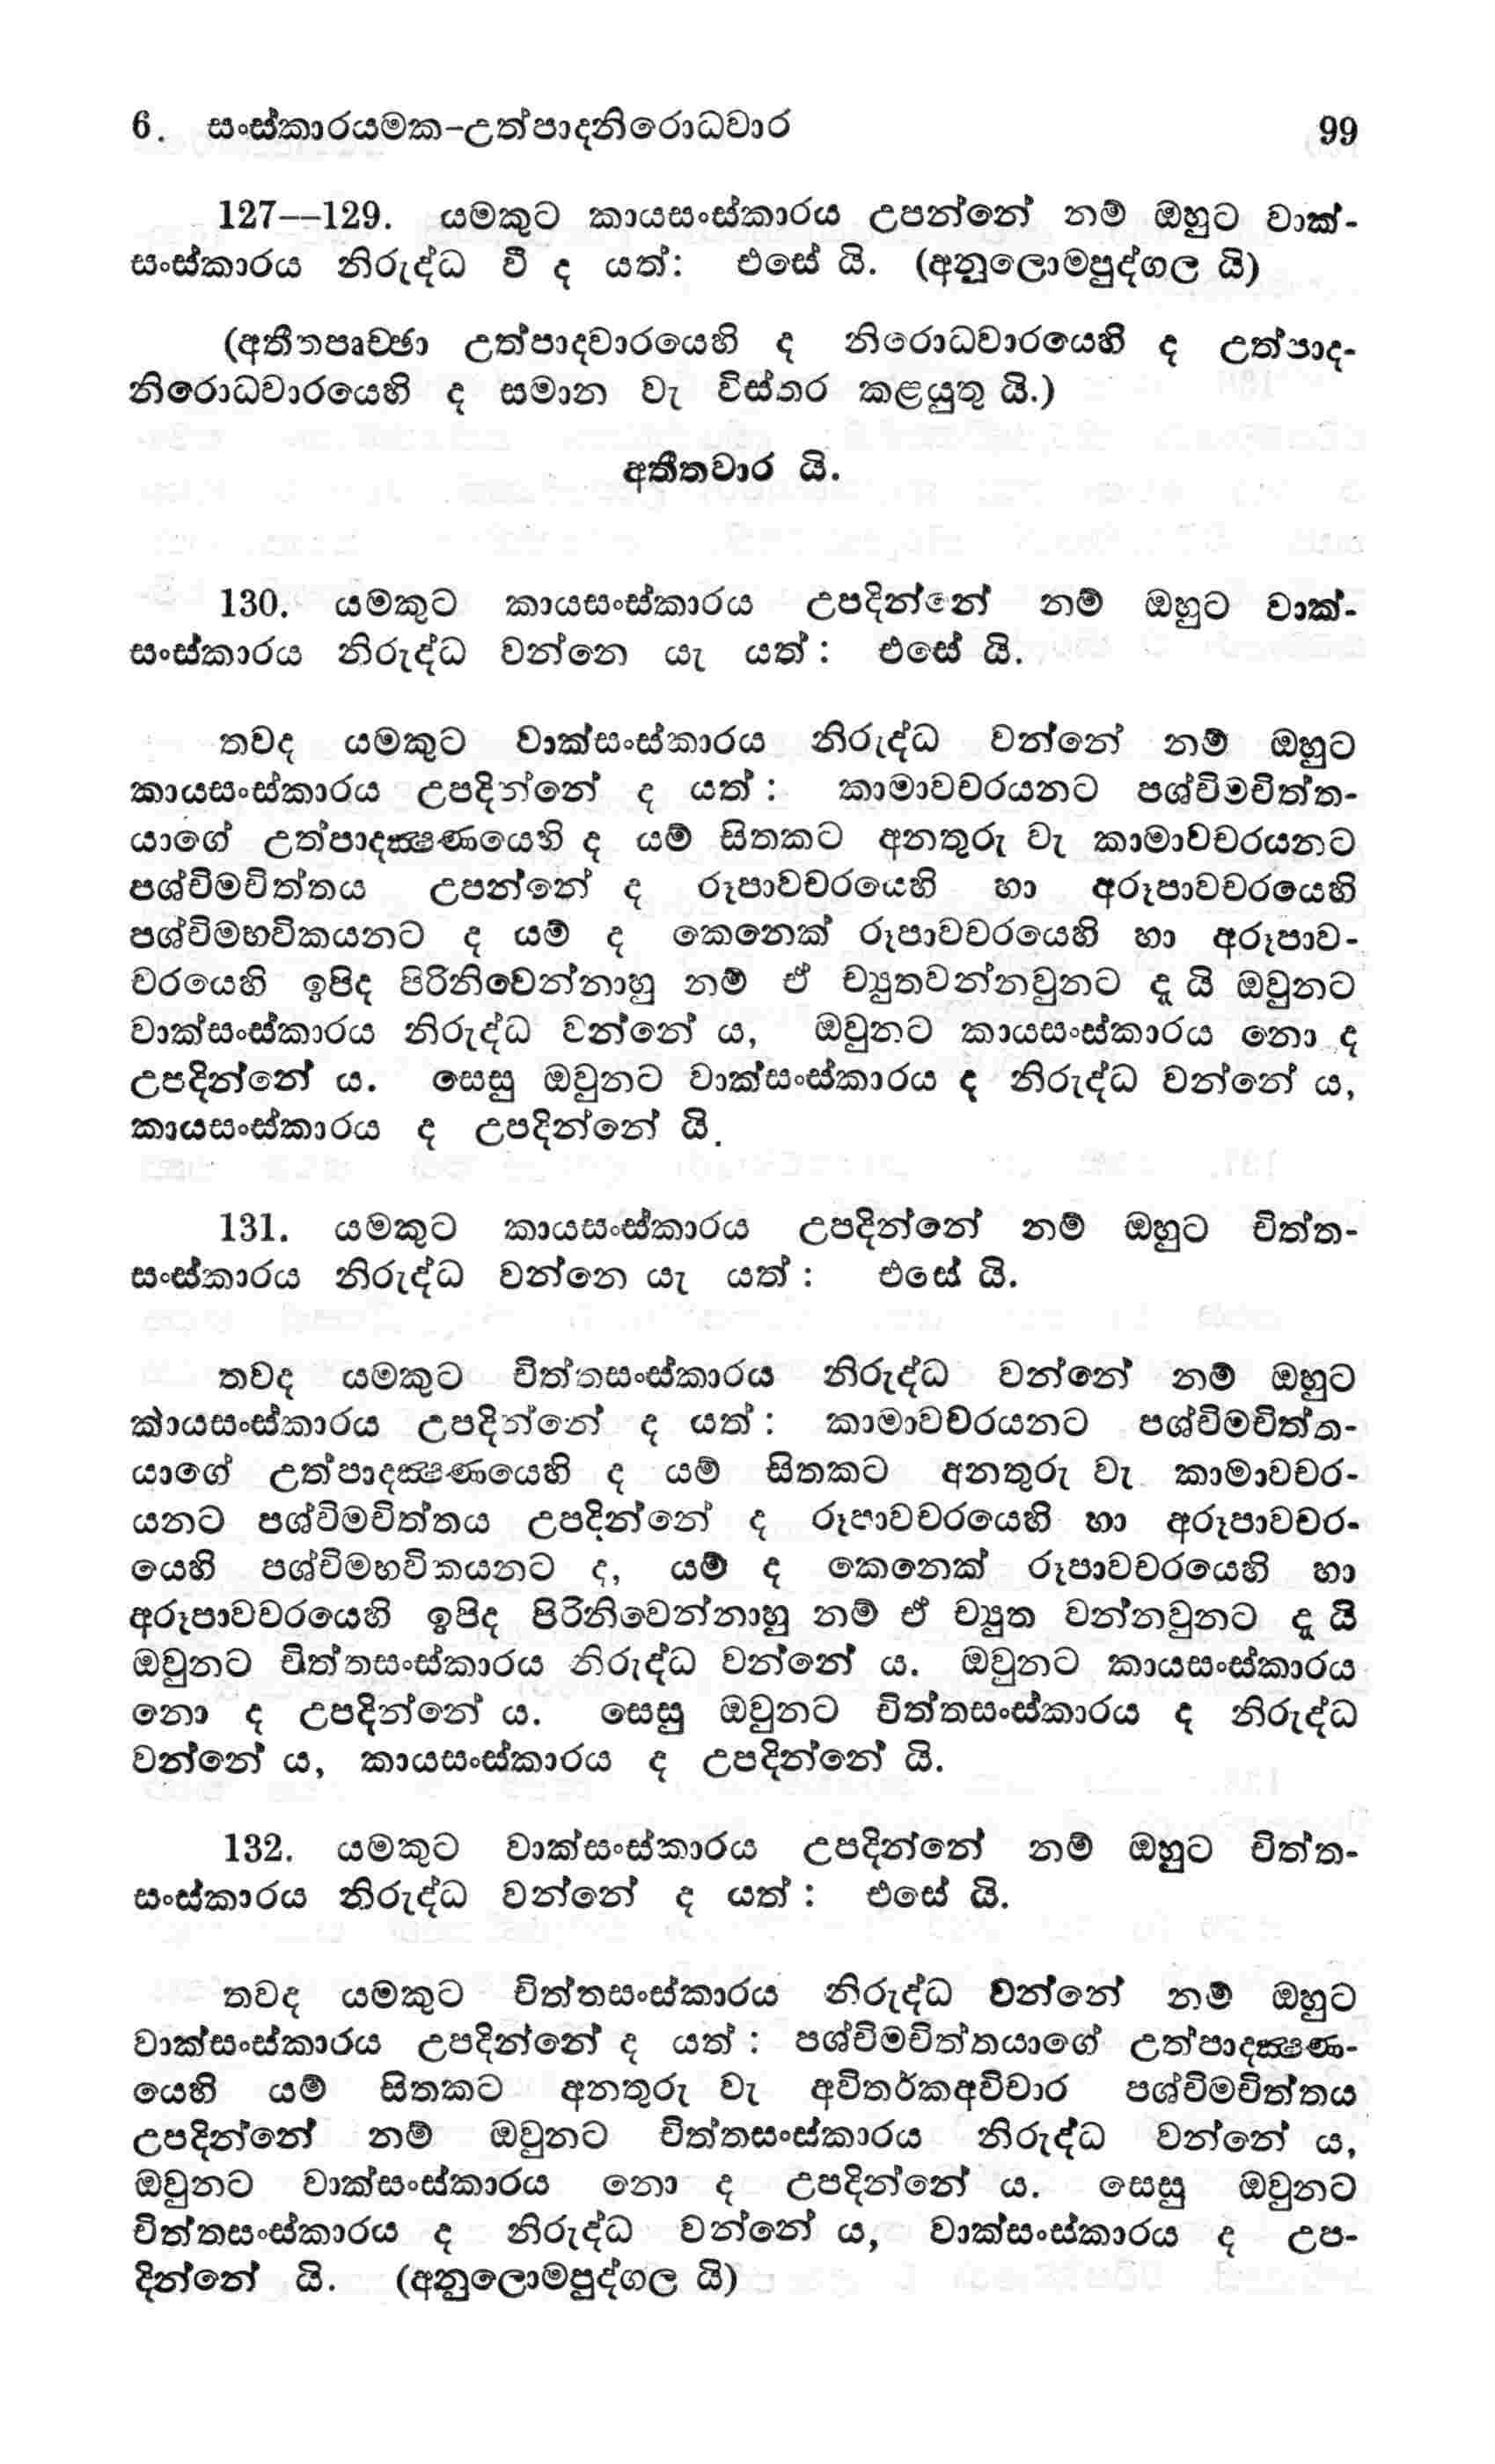 6. සංස්කාරයමක-උත්පාදනිරොධවාර 99
127--129. යමකුට කායසංස්කාරය උපන්නේ නම් ඔහුට වාක්-
සංස්කාරය නිරුද්ධ වී ද යත්: එසේ යි. (අනුලොමපුද්ගල යි)
(අතීතපෘච්ඡා උත්පාදවාරයෙහි ද නිරොධවාරයෙහි ද උත්පාද-
නිරොධවාරයෙහි ද සමාන වැ විස්තර කළයුතු යි.)
අතීතවාර යි.
130. යමකුට කායසංස්කාරය උපදින්නේ නම් ඔහුට වාක්-
සංස්කාරය නිරුද්ධ වන්නෙ යැ යත් : එසේ යි.
තවද යමකුට වාක්සංස්කාරය නිරුද්ධ වන්නේ නම් ඔහුට
කායසංස්කාරය උපදින්නේ ද යත් : කාමාවචරයනට පශ්චිමචිත්ත-
යාගේ උත්පාදක්‍ෂණයෙහි ද යම් සිතකට අනතුරු වැ කාමාවචරයනට
පශ්චිමචිත්තය උපන්නේ ද රූපාවචරයෙහි හා අරූපාවචරයෙහි
පශ්චිමභවිකයනට ද යම් ද කෙනෙක් රූපාවචරයෙහි හා අරූපාව-
චරයෙහි ඉපිද පිරිනිවෙන්නාහු නම් ඒ ච්‍යුතවන්නවුනට දැ යි ඔවුනට
වාක්සංස්කාරය නිරුද්ධ වන්නේ ය, ඔවුනට කායසංස්කාරය නො ද
උපදින්නේ ය. සෙසු ඔවුනට වාක්සංස්කාරය ද නිරුද්ධ වන්නේ ය,
කායසංස්කාරය ද උපදින්නේ යි.
131. යමකුට කායසංස්කාරය උපදින්නේ නම් ඔහුට චිත්ත-
සංස්කාරය නිරුද්ධ වන්නෙ යැ යත් : එසේ යි.
තවද යමකුට චිත්තසංස්කාරය නිරුද්ධ වන්නේ නම් ඔහුට
කායසංස්කාරය උපදින්නේ ද යත් : කාමාවචරයනට පශ්චිමචිත්ත-
යාගේ උත්පාදක්‍ෂණයෙහි ද යම් සිතකට අනතුරු වැ කාමාවචර-
යනට පශ්චිමචිත්තය උපදින්නේ ද රූපාවචරයෙහි හා අරූපාවචර-
යෙහි පශ්චිමභවිකයනට ද, යම් ද කෙනෙක් රූපාවචරයෙහි හා
අරූපාවචරයෙහි ඉපිද පිරිනිවෙන්නාහු නම් ඒ ච්‍යුත වන්නවුනට දැ යි
ඔවුනට චිත්තසංස්කාරය නිරුද්ධ වන්නේ ය. ඔවුනට කායසංස්කාරය
නො ද උපදින්නේ ය. සෙසු ඔවුනට චිත්තසංස්කාරය ද නිරුද්ධ
වන්නේ ය, කායසංස්කාරය ද උපදින්නේ යි.
132. යමකුට වාක්සංස්කාරය උපදින්නේ නම් ඔහුට චිත්ත-
සංස්කාරය නිරුද්ධ වන්නේ ද යත් : එසේ යි.
තවද යමකුට චිත්තසංස්කාරය නිරුද්ධ වන්නේ නම් ඔහුට
වාක්සංස්කාරය උපදින්නේ ද යත් : පශ්චිමචිත්තයාගේ උත්පාදක්‍ෂණ-
යෙහි යම් සිතකට අනතුරු වැ අවිතර්කඅවිචාර පශ්චිමචිත්තය
උපදින්නේ නම් ඔවුනට චිත්තසංස්කාරය නිරුද්ධ වන්නේ ය,
ඔවුනට වාක්සංස්කාරය නො ද උපදින්නේ ය. සෙසු ඔවුනට
චිත්තසංස්කාරය ද නිරුද්ධ වන්නේ ය, වාක්සංස්කාරය ද උප-
දින්නේ යි. (අනුලොමපුද්ගල යි)